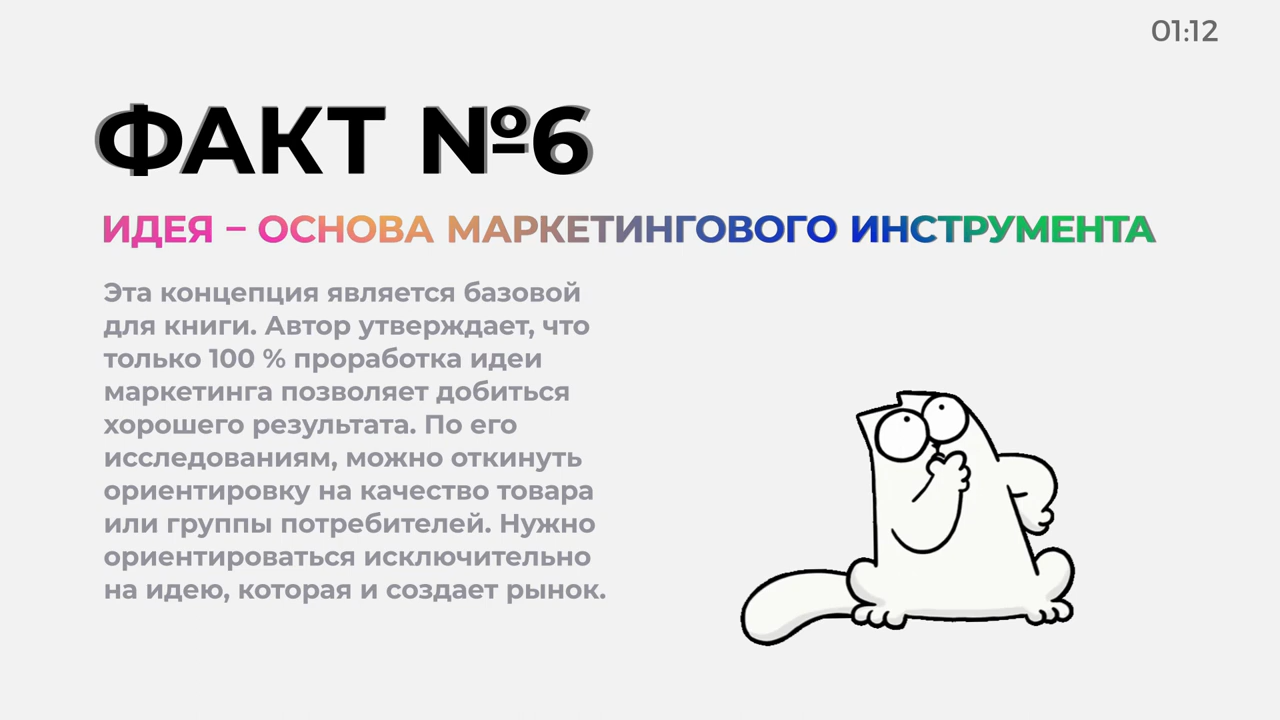 01:12
ФАКТ №6
ИДЕЯ – ОСНОВА МАРКЕТИНГОВОГО ИНСТРУМЕНТА
Эта концепция является базовой
для книги. Автор утверждает, что
только 100 % проработка идеи
маркетинга позволяет добиться
хорошего результата. По его
исследованиям, можно откинуть
ориентировку на качество товара
или группы потребителей. Нужно
ориентироваться исключительно
на идею, которая и создает рынок.